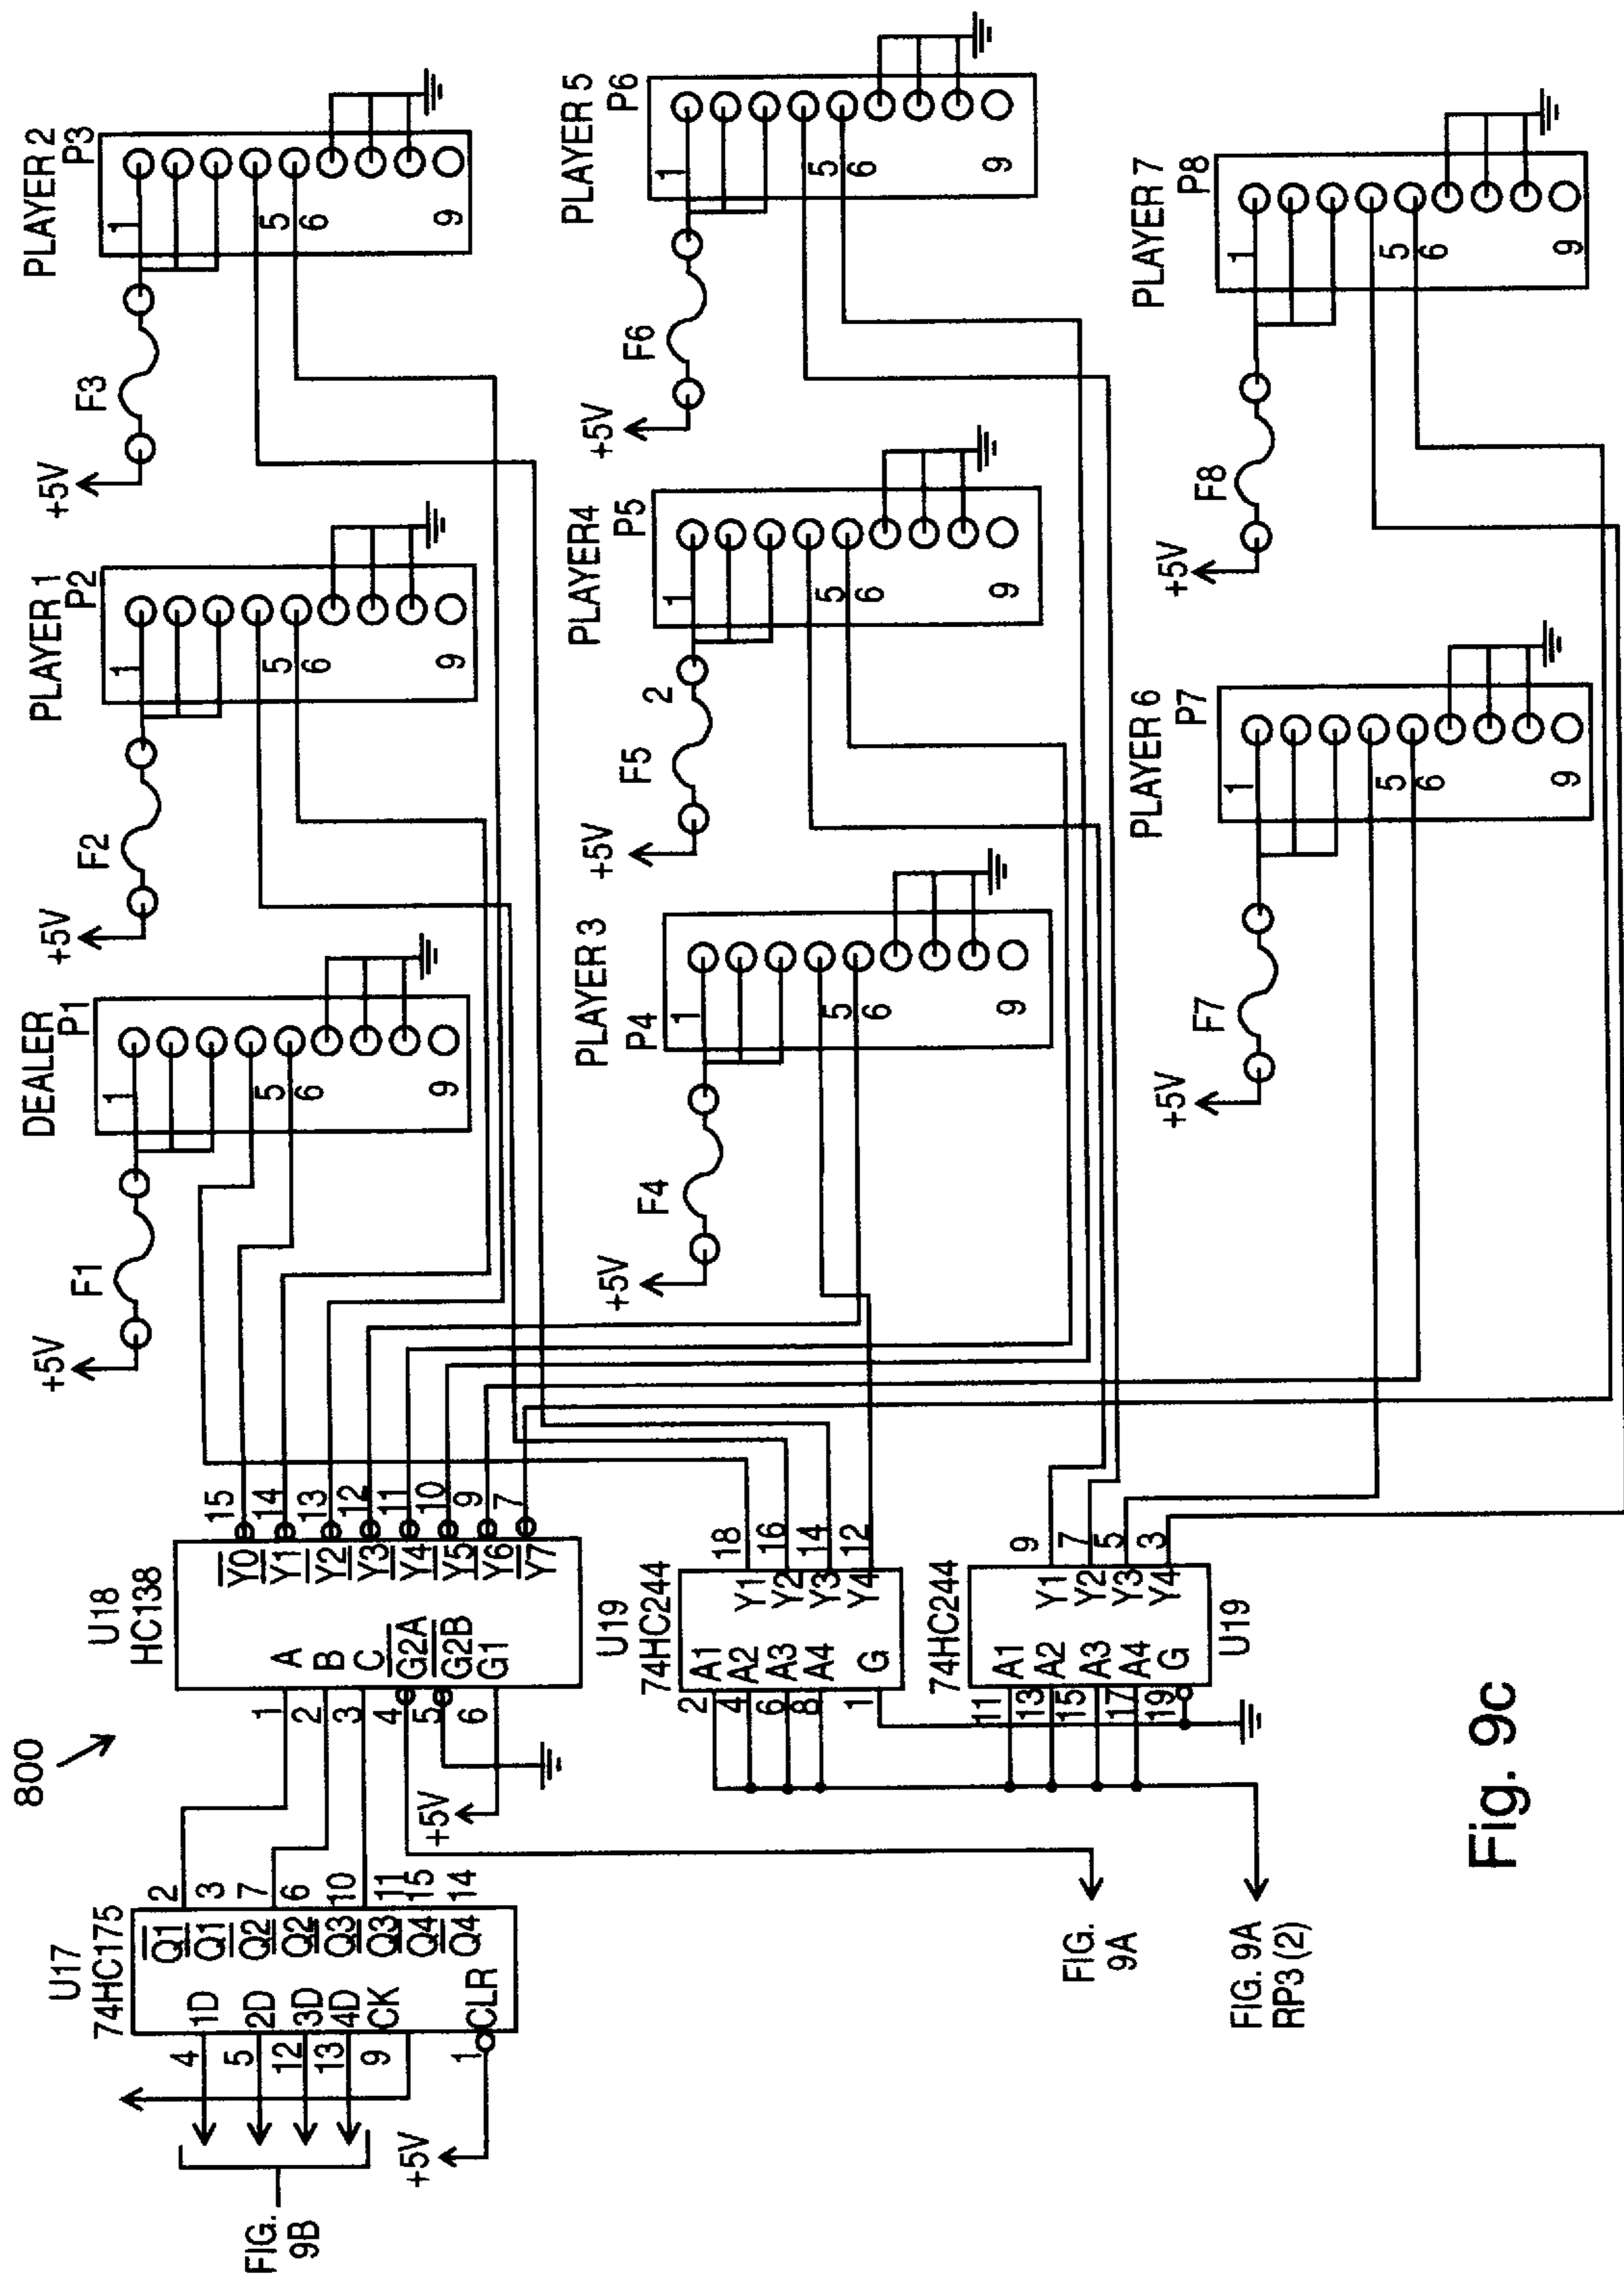 800
FIG.
9B
U17
74HC175
4
5
12
13
9
1
1D
2D
3D
4D
CK
CLR
+5V
Q1
Q1
Q2
Q2
Q3
Q3
Q4
Q4
2
3
7
6
10
11
15
14
U18
HC138
1
2
3
4
5
6
A
B
C
G2A
G2B
G1
+5V
Y0
Y1
Y2
Y3
Y4
Y5
Y6
Y7
15
14
13
12
11
10
9
7
FIG.
9A
FIG. 9A
RP3 (2)
U19
74HC244
2
4
6
8
1
A1
A2
A3
A4
G
Y1
Y2
Y3
Y4
18
16
14
12
74HC244
U19
11
13
15
17
19
A1
A2
A3
A4
G
Y1
Y2
Y3
Y4
9
7
5
3
DEALER
P1
+5V
F1
1
5
6
9
PLAYER 1
P2
+5V
F2
1
5
6
9
PLAYER 2
P3
+5V
F3
1
5
6
9
PLAYER 3
P4
+5V
F4
1
5
6
9
PLAYER4
P5
+5V
F5
2
1
5
6
9
PLAYER 5
P6
+5V
F6
1
5
6
9
PLAYER 6
P7
+5V
F7
1
5
6
9
PLAYER 7
P8
+5V
F8
1
5
6
9
Fig. 9c